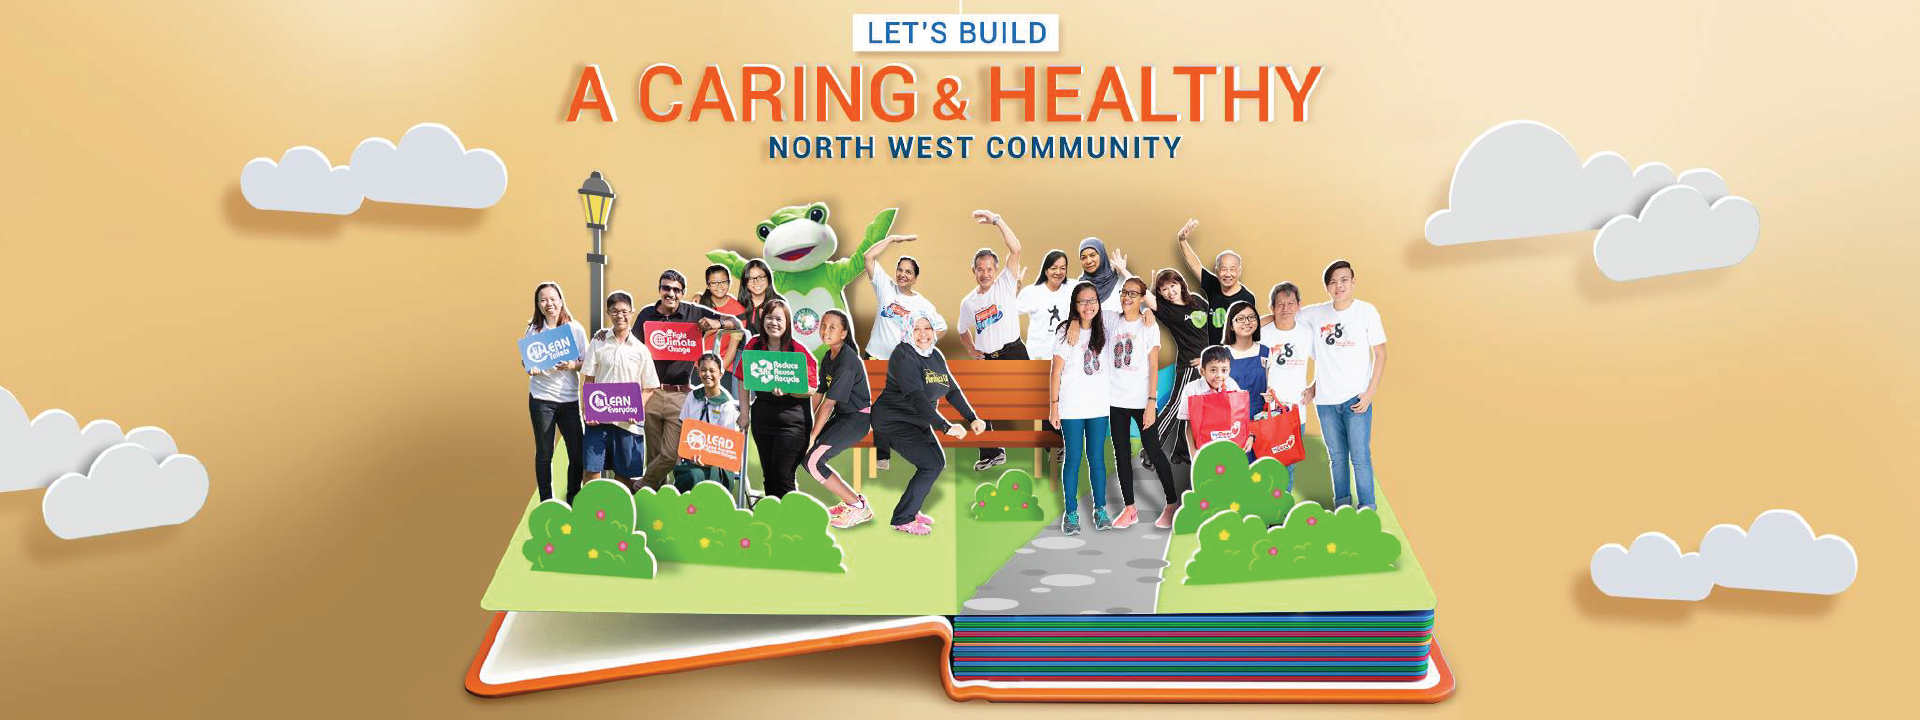 LET'S BUILD
A CARING & HEALTHY
NORTH WEST COMMUNITY
CLEAN
Toilets
Fight
Climate
Change
CLEAN
Everyday
Reduce
Reuse
Recycle
LEAD